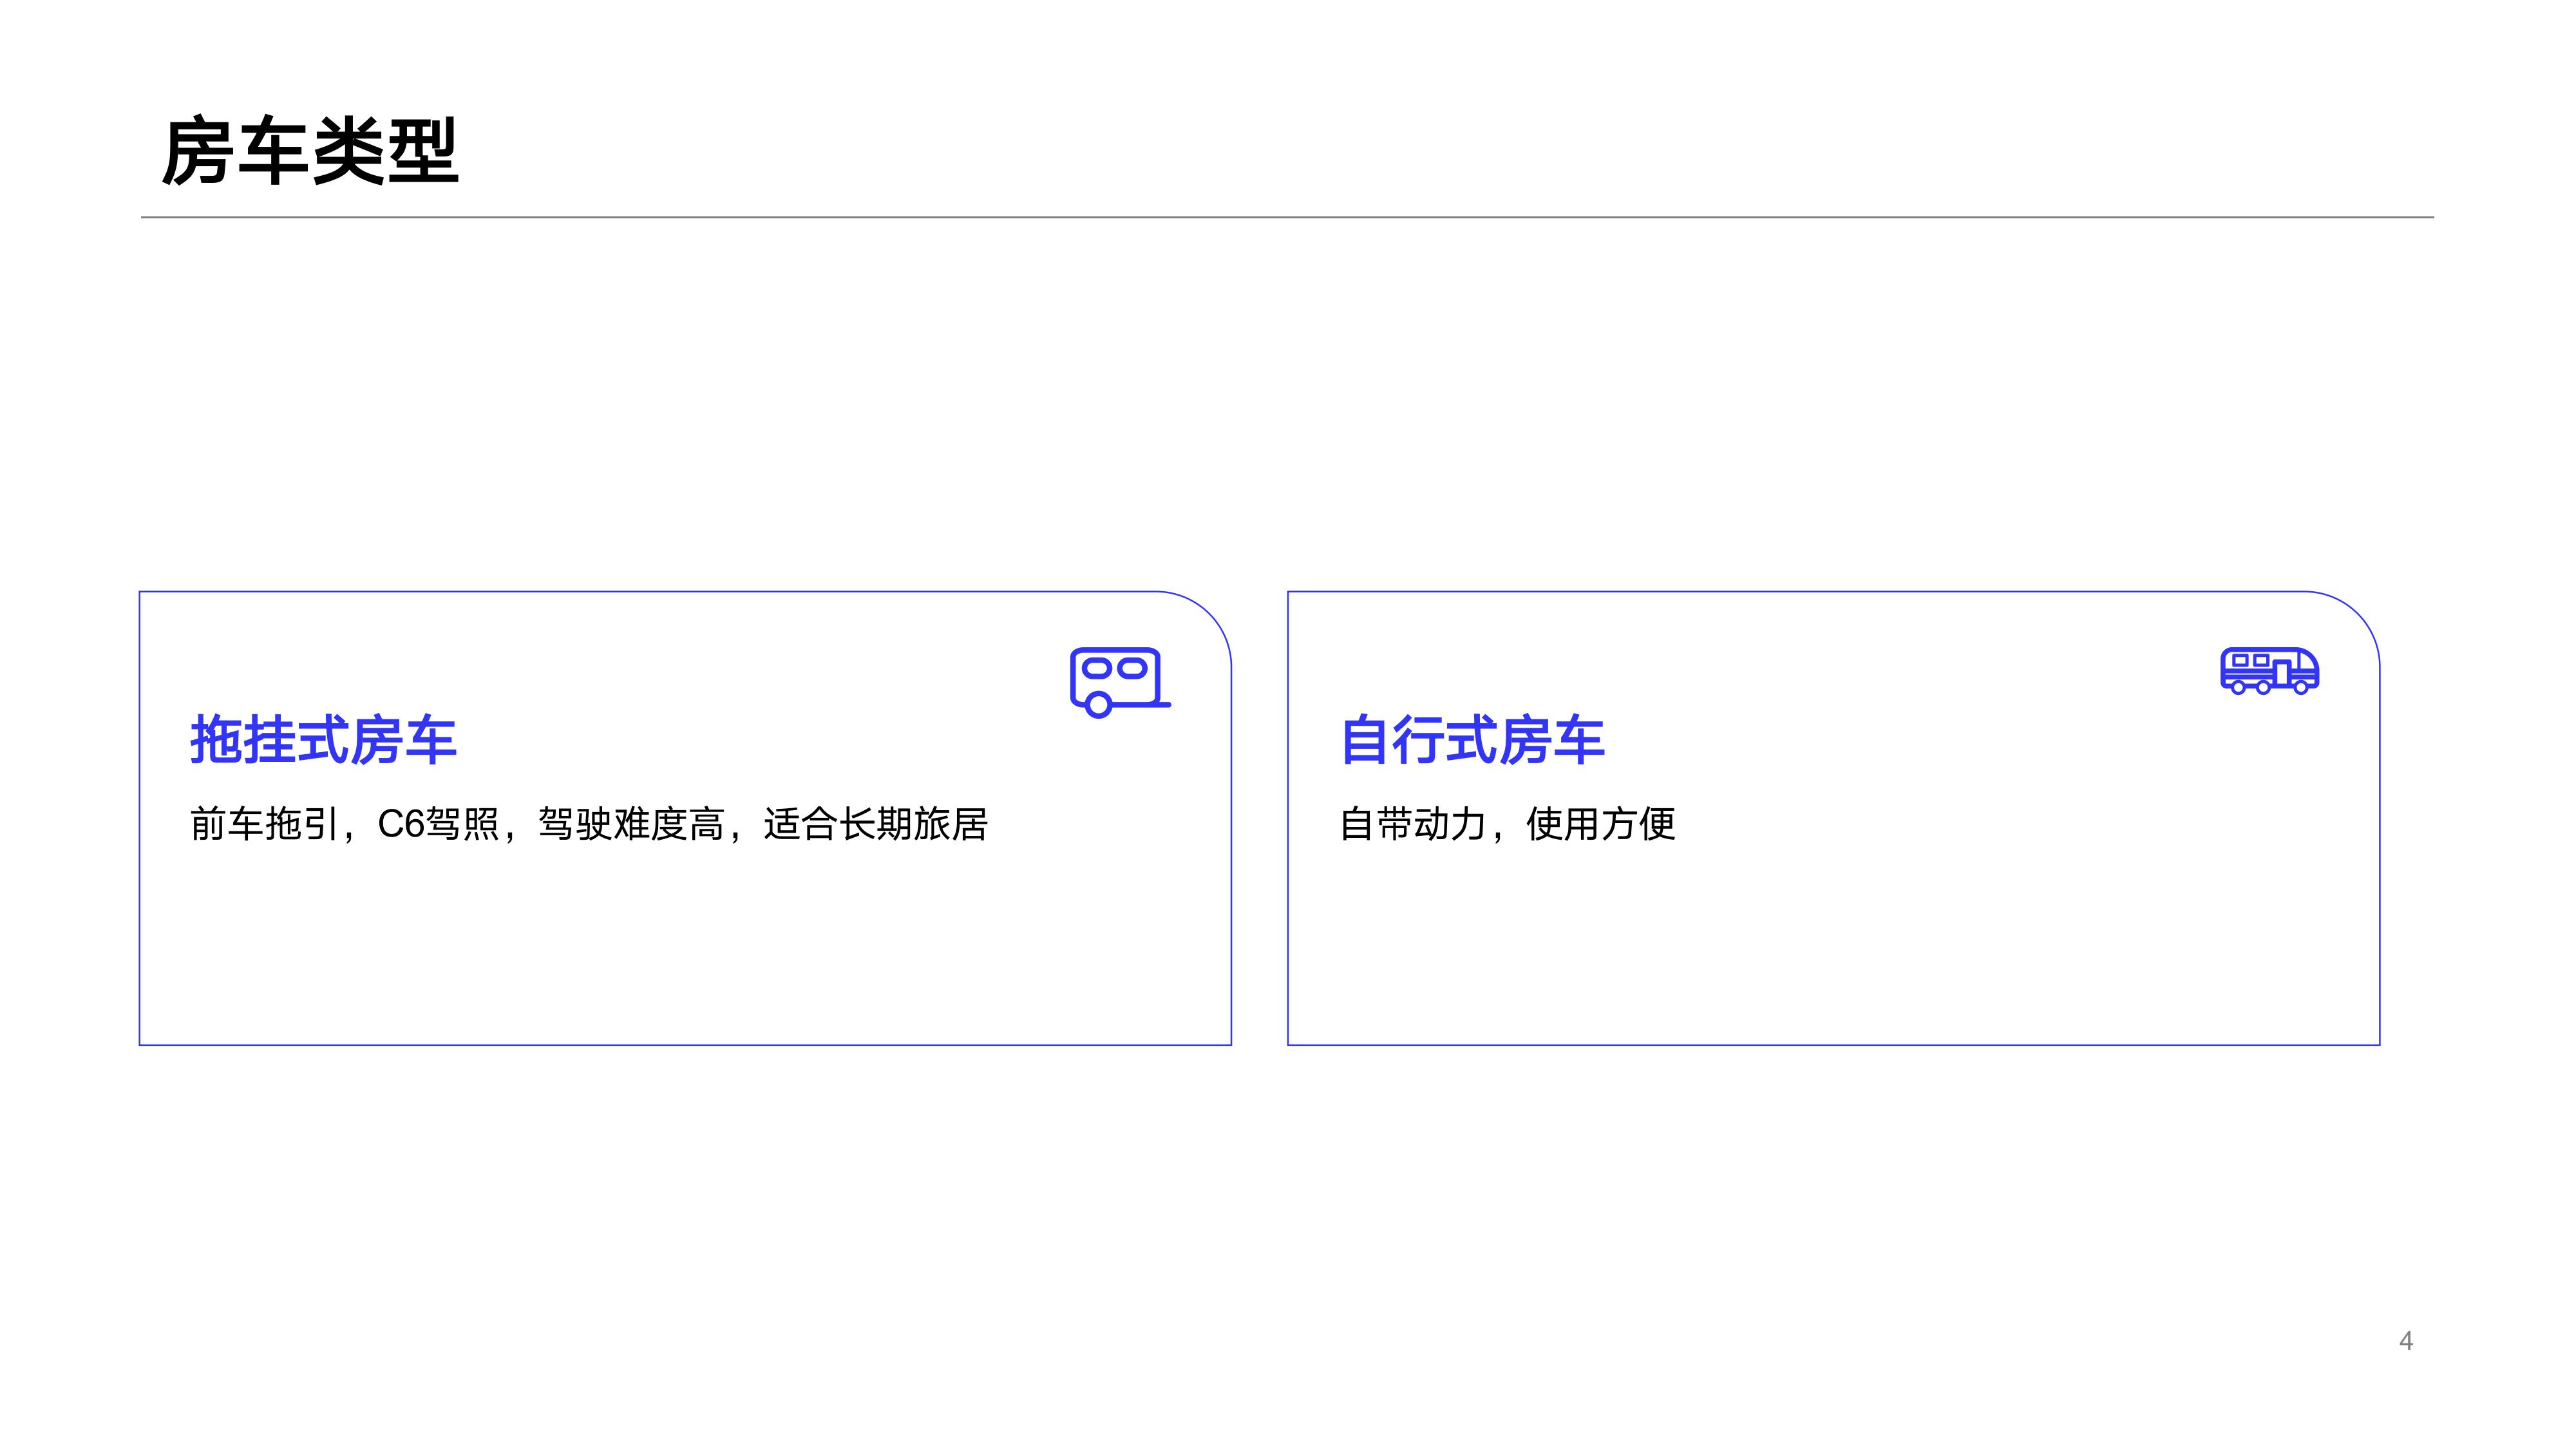 房车类型
拖挂式房车
前车拖引，C6驾照，驾驶难度高，适合长期旅居
自行式房车
自带动力，使用方便
4